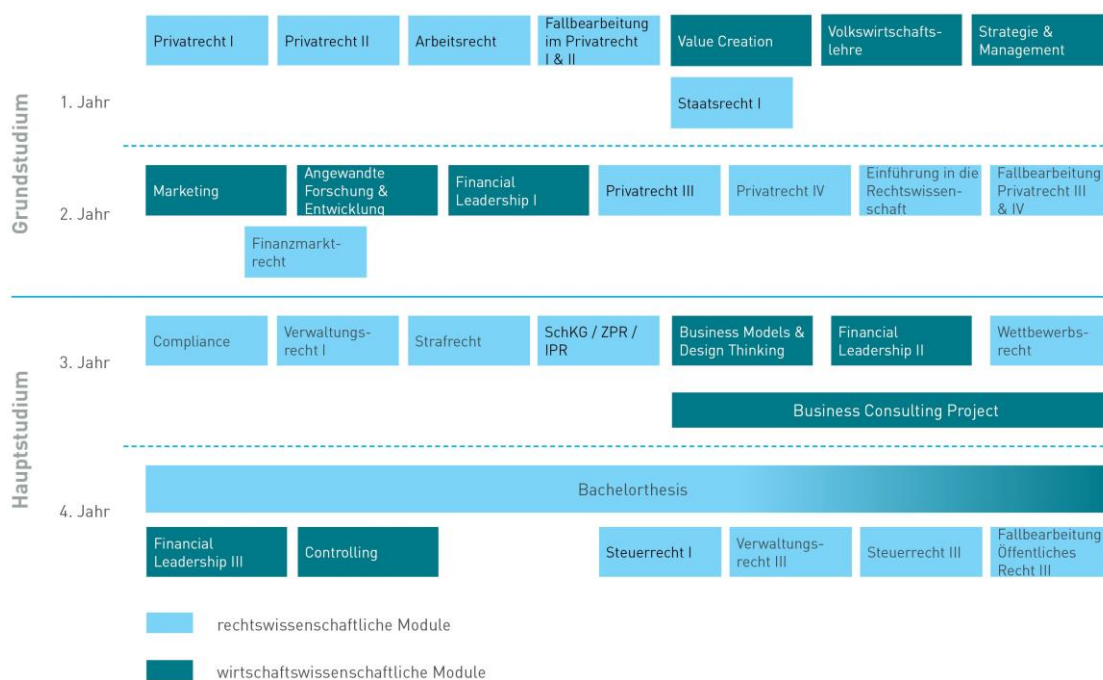 Grundstudium
1. Jahr
Privatrecht I
Privatrecht II
Arbeitsrecht
Fallbearbeitung
im Privatrecht
I & II
Value Creation
Volkswirtschafts-
lehre
Strategie &
Management
Staatsrecht I
2. Jahr
Marketing
Angewandte
Forschung &
Entwicklung
Financial
Leadership I
Privatrecht III
Privatrecht IV
Einführung in die
Rechtswissen-
schaft
Fallbearbeitung
Privatrecht III
& IV
Finanzmarkt-
recht
Hauptstudium
3. Jahr
Compliance
Verwaltungs-
recht I
Strafrecht
SchKG / ZPR /
IPR
Business Models &
Design Thinking
Financial
Leadership II
Wettbewerbs-
recht
Business Consulting Project
4. Jahr
Bachelorthesis
Financial
Leadership III
Controlling
Steuerrecht I
Verwaltungs-
recht III
Steuerrecht III
Fallbearbeitung
Öffentliches
Recht III
rechtswissenschaftliche Module
wirtschaftswissenschaftliche Module